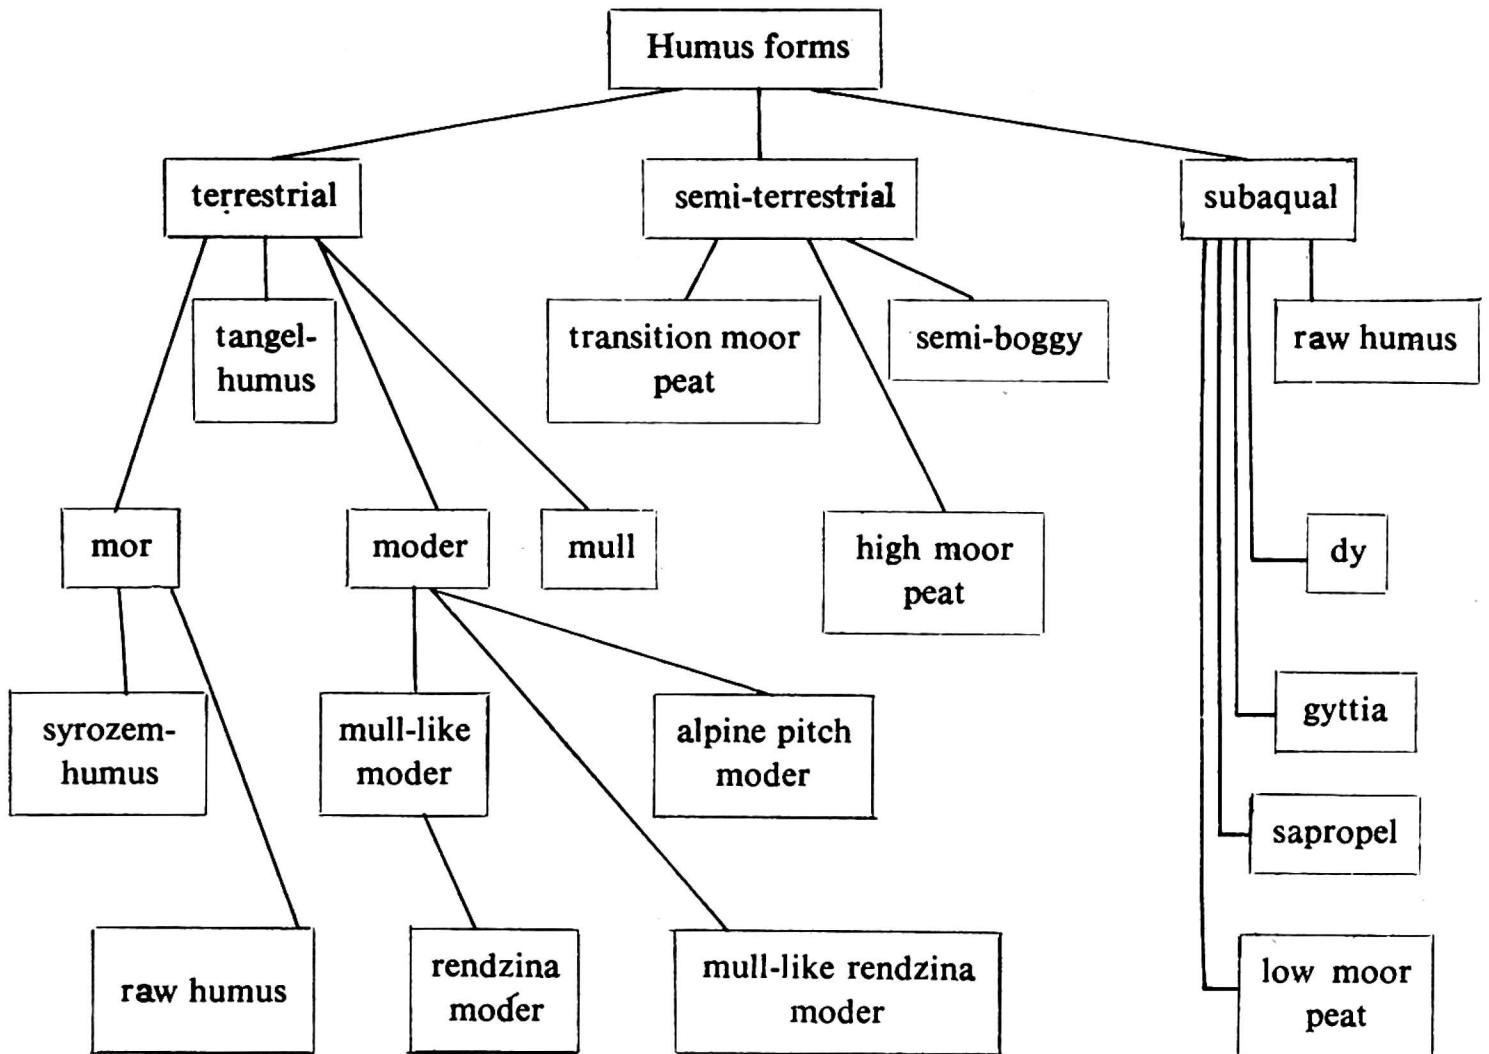 Humus forms
terrestrial
semi-terrestrial
subaqual
tangel-
humus
transition moor
peat
semi-boggy
raw humus
mor
moder
mull
high moor
peat
dy
syrozem-
humus
mull-like
moder
alpine pitch
moder
gyttia
sapropel
raw humus
rendzina
moder
mull-like rendzina
moder
low moor
peat